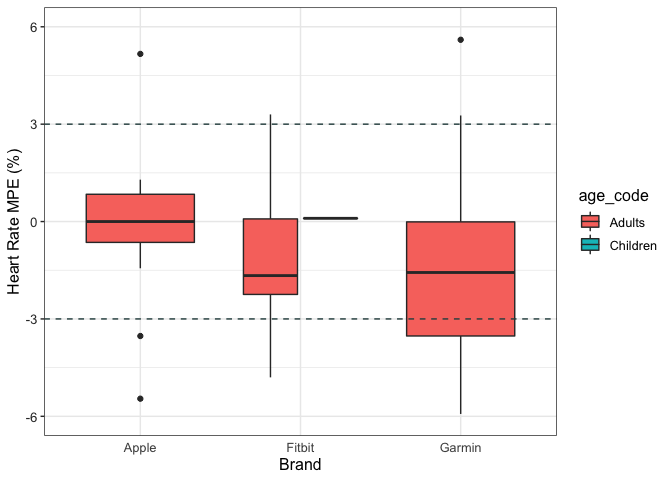 Heart Rate MPE (%)
6
3
0
-3
-6
Apple
Fitbit
Garmin
Brand
age_code
Adults
Children